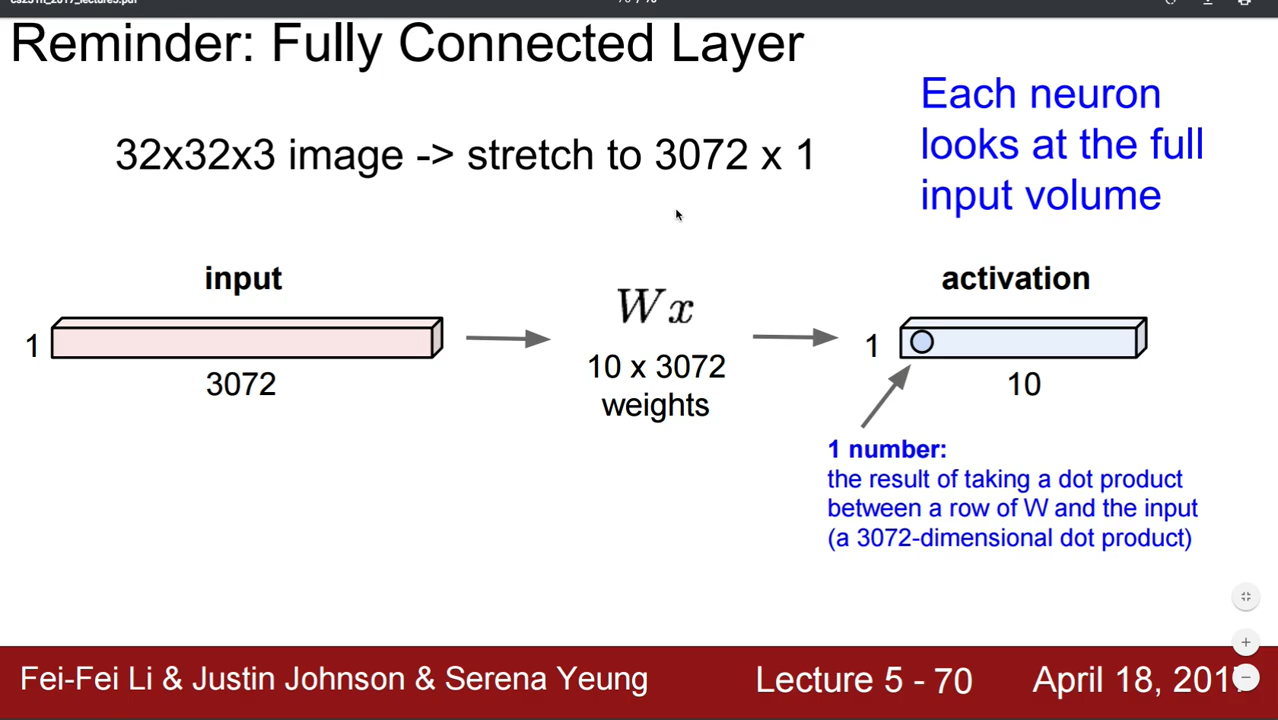 Reminder: Fully Connected Layer
32x32x3 image -> stretch to 3072 x 1
Each neuron
looks at the full
input volume
input
1
3072
Wx
10 x 3072
weights
activation
1
10
1 number:
the result of taking a dot product
between a row of W and the input
(a 3072-dimensional dot product)
Fei-Fei Li & Justin Johnson & Serena Yeung
Lecture 5 - 70
April 18, 2017